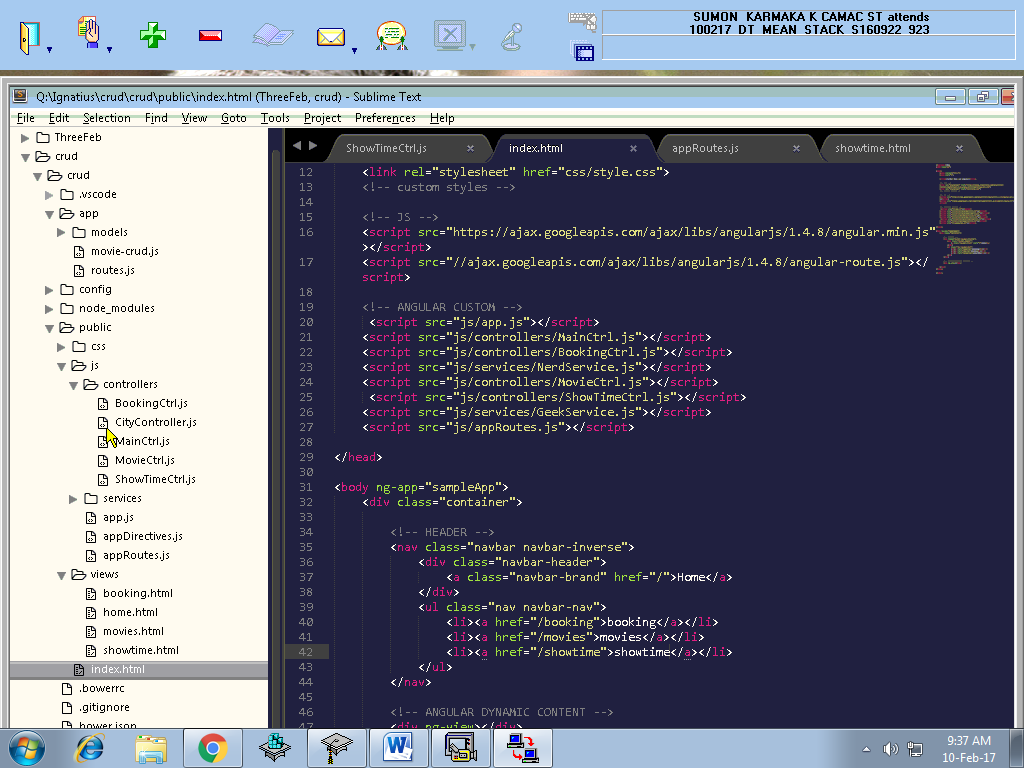 SUMON KARMAKA K CAMAC ST attends
100217 DT MEAN STACK S160922 923
Q:\Ignatius\crud\crud\public\index.html (ThreeFeb, crud) - Sublime Text
File Edit Selection Find View Goto Tools Project Preferences Help
ThreeFeb
crud
crud
.vscode
app
models
movie-crud.js
routes.js
config
node_modules
public
css
js
controllers
BookingCtrl.js
CityController.js
MainCtrl.js
MovieCtrl.js
ShowTimeCtrl.js
services
app.js
appDirectives.js
appRoutes.js
views
booking.html
home.html
movies.html
showtime.html
index.html
.bowerrc
.gitignore
bower.json
ShowTimeCtrl.js × index.html × appRoutes.js × showtime.html ×
12 <link rel="stylesheet" href="css/style.css">
13 <!-- custom styles -->
14
15 <!-- JS -->
16 <script src="https://ajax.googleapis.com/ajax/libs/angularjs/1.4.8/angular.min.js"
></script>
17 <script src="//ajax.googleapis.com/ajax/libs/angularjs/1.4.8/angular-route.js"></
script>
18
19 <!-- ANGULAR CUSTOM -->
20 <script src="js/app.js"></script>
21 <script src="js/controllers/MainCtrl.js"></script>
22 <script src="js/controllers/BookingCtrl.js"></script>
23 <script src="js/services/NerdService.js"></script>
24 <script src="js/controllers/MovieCtrl.js"></script>
25 <script src="js/controllers/ShowTimeCtrl.js"></script>
26 <script src="js/services/GeekService.js"></script>
27 <script src="js/appRoutes.js"></script>
28
29 </head>
30
31 <body ng-app="sampleApp">
32 <div class="container">
33
34 <!-- HEADER -->
35 <nav class="navbar navbar-inverse">
36 <div class="navbar-header">
37 <a class="navbar-brand" href="/">Home</a>
38 </div>
39 <ul class="nav navbar-nav">
40 <li><a href="/booking">booking</a></li>
41 <li><a href="/movies">movies</a></li>
42 <li><a href="/showtime">showtime</a></li>
43 </ul>
44 </nav>
45
46 <!-- ANGULAR DYNAMIC CONTENT -->
47 <div ng-view></div>
9:37 AM
10-Feb-17